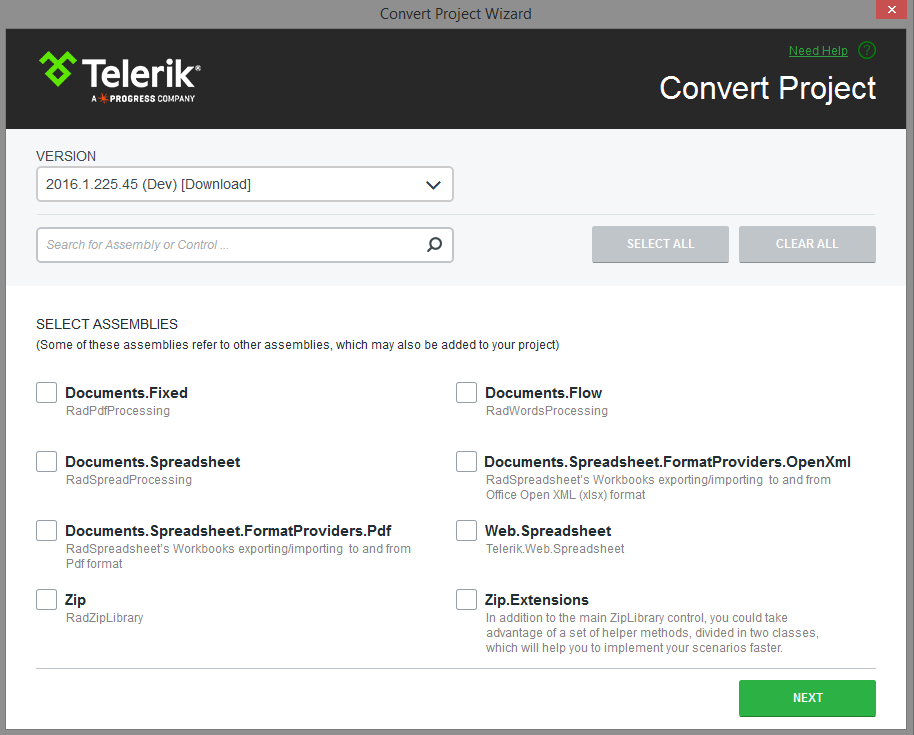 Convert Project Wizard
Need Help ?
Telerik®
A PROGRESS COMPANY
Convert Project
VERSION
2016.1.225.45 (Dev) [Download]
Search for Assembly or Control ...
SELECT ALL
CLEAR ALL
SELECT ASSEMBLIES
(Some of these assemblies refer to other assemblies, which may also be added to your project)
Documents.Fixed
RadPdfProcessing
Documents.Flow
RadWordsProcessing
Documents.Spreadsheet
RadSpreadProcessing
Documents.Spreadsheet.FormatProviders.OpenXml
RadSpreadsheet's Workbooks exporting/importing to and from
Office Open XML (xlsx) format
Documents.Spreadsheet.FormatProviders.Pdf
RadSpreadsheet's Workbooks exporting/importing to and from
Pdf format
Web.Spreadsheet
Telerik.Web.Spreadsheet
Zip
RadZipLibrary
Zip.Extensions
In addition to the main ZipLibrary control, you could take
advantage of a set of helper methods, divided in two classes,
which will help you to implement your scenarios faster.
NEXT